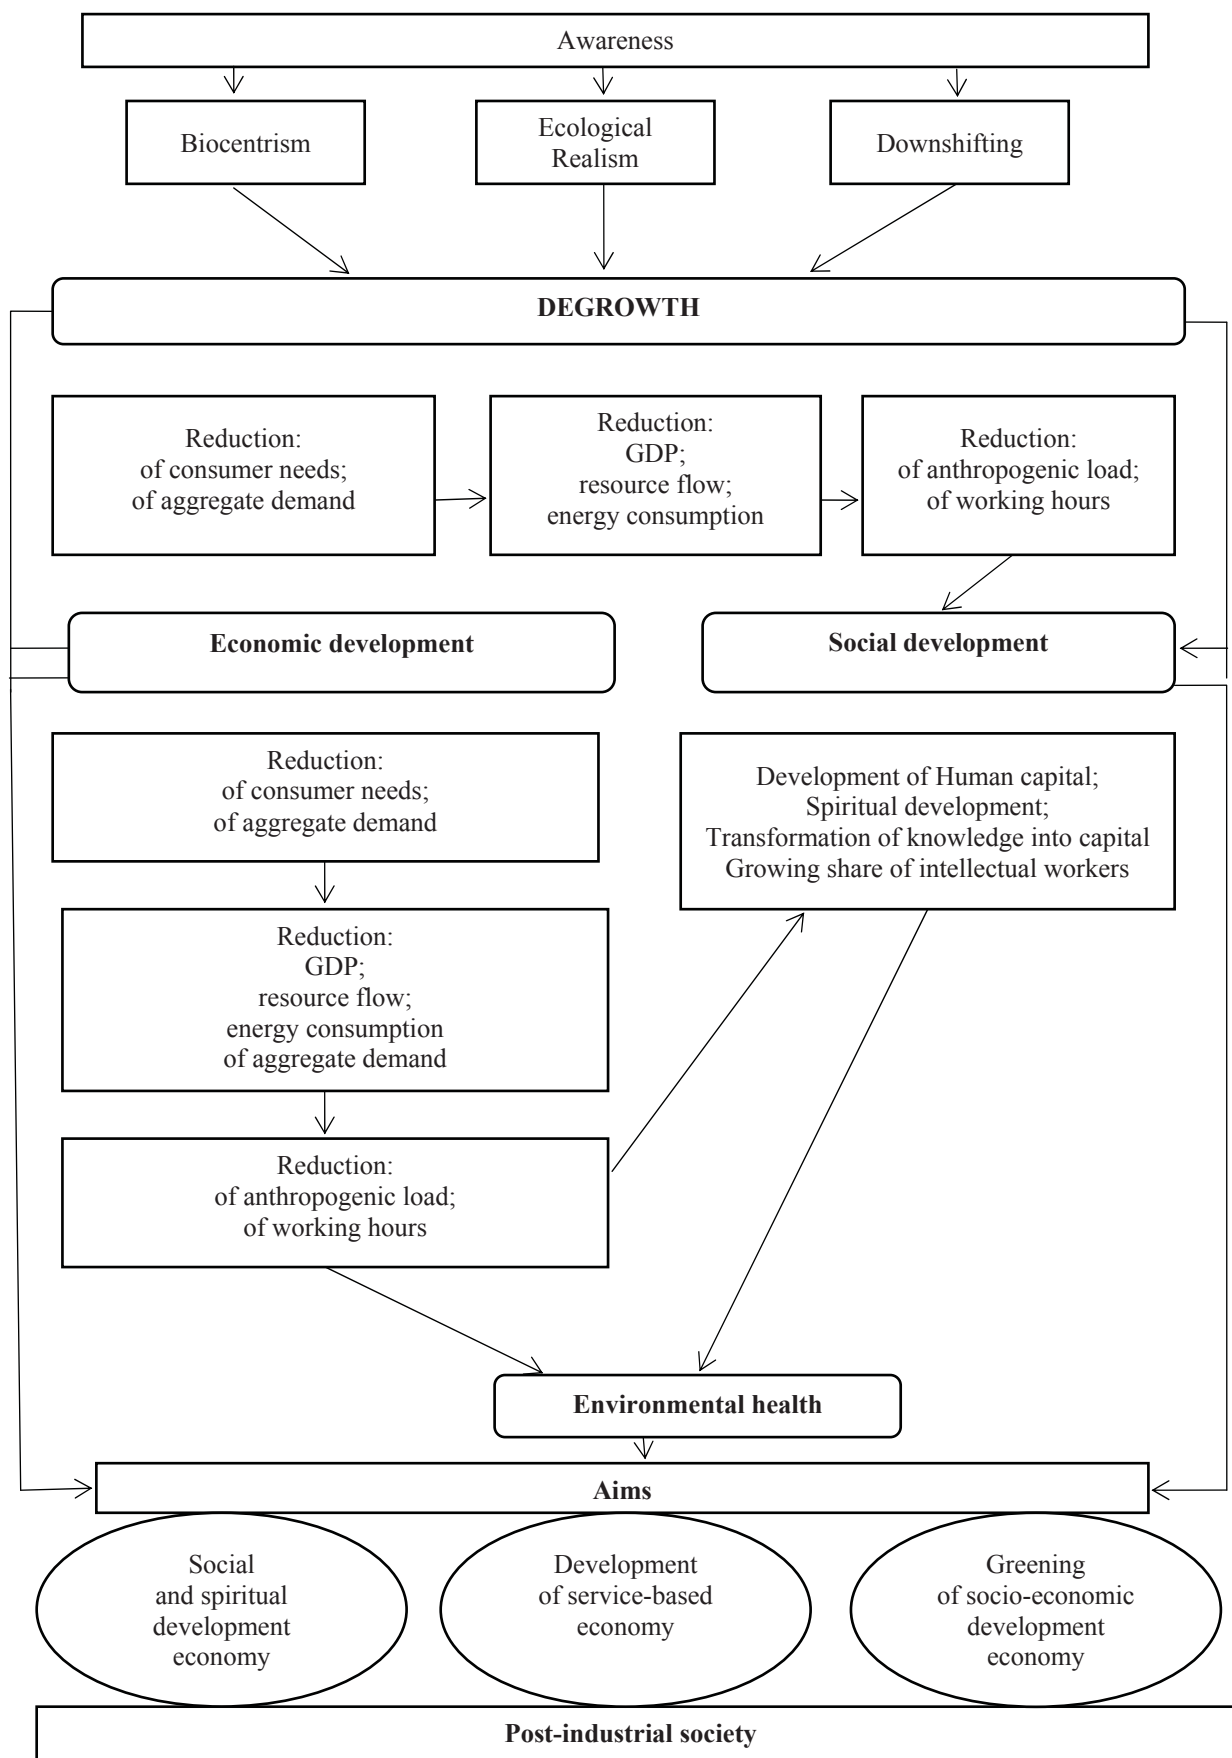 Awareness
Biocentrism
Ecological
Realism
Downshifting
DEGROWTH
Reduction:
of consumer needs;
of aggregate demand
Reduction:
GDP;
resource flow;
energy consumption
Reduction:
of anthropogenic load;
of working hours
Economic development
Social development
Reduction:
of consumer needs;
of aggregate demand
Development of Human capital;
Spiritual development;
Transformation of knowledge into capital
Growing share of intellectual workers
Reduction:
GDP;
resource flow;
energy consumption
of aggregate demand
Reduction:
of anthropogenic load;
of working hours
Environmental health
Aims
Social
and spiritual
development
economy
Development
of service-based
economy
Greening
of socio-economic
development
economy
Post-industrial society